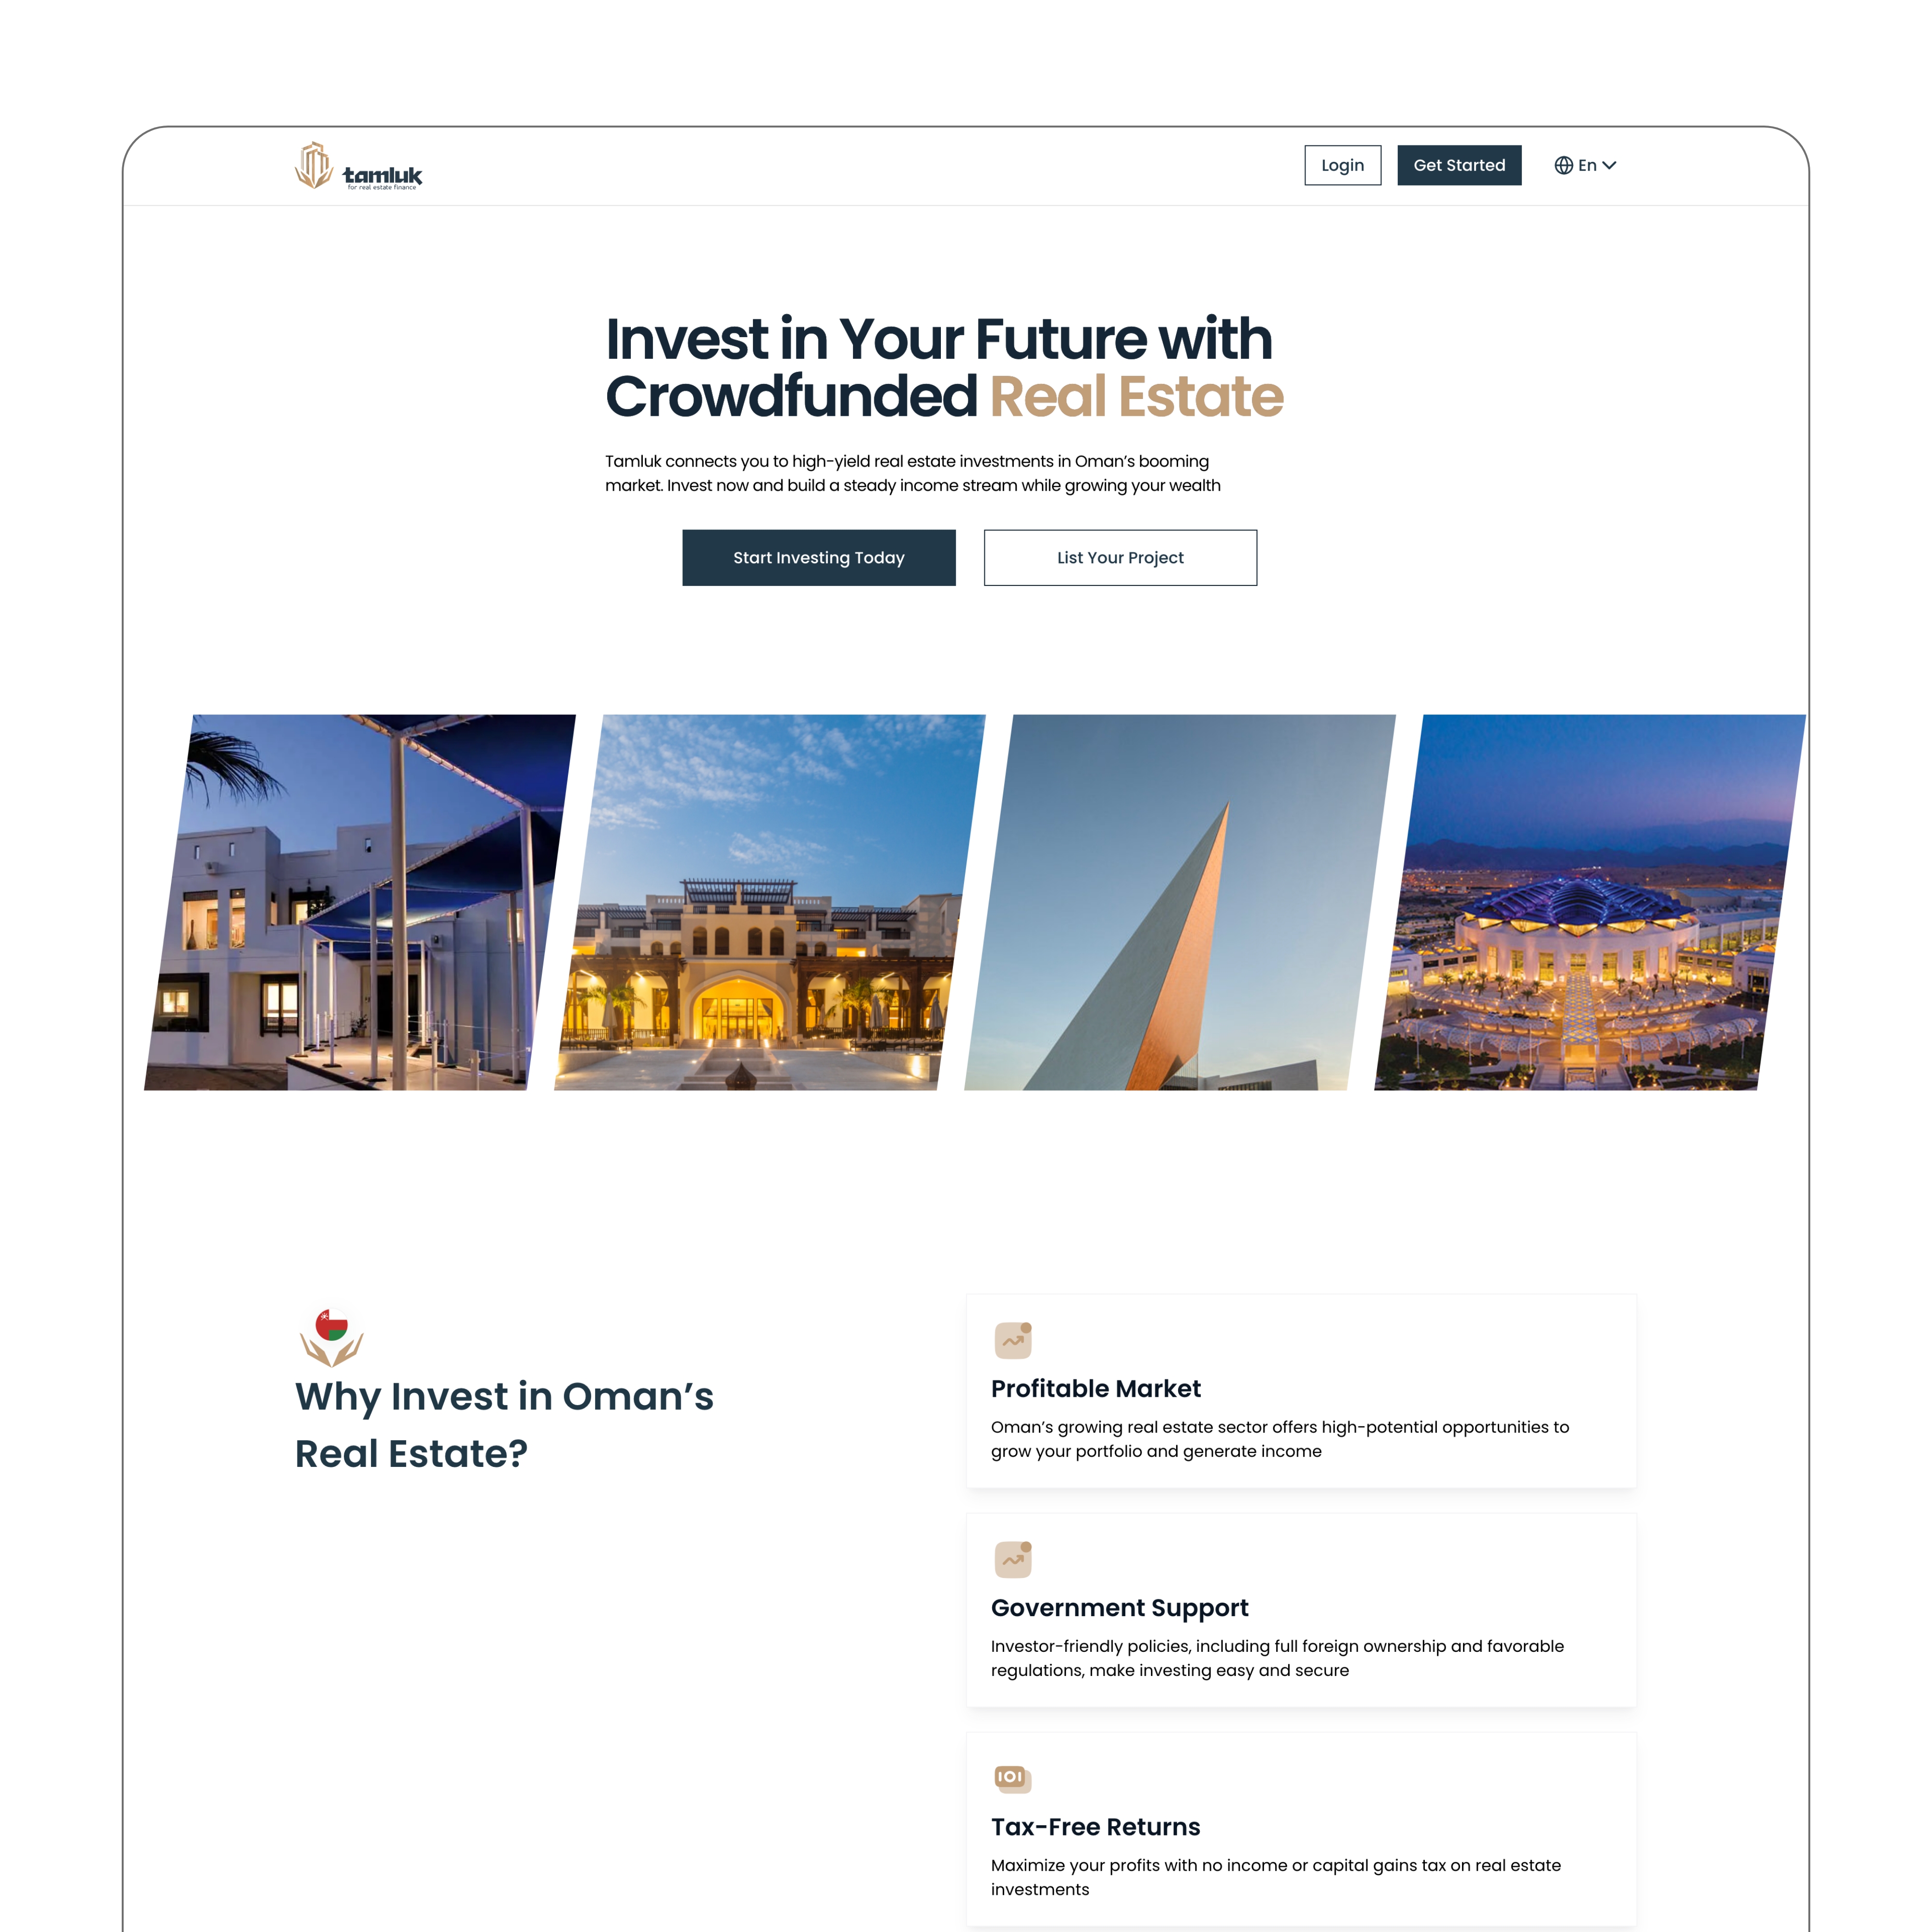 tamluk
for real estate finance
Login
Get Started
En
Invest in Your Future with
Crowdfunded Real Estate
Tamluk connects you to high-yield real estate investments in Oman’s booming
market. Invest now and build a steady income stream while growing your wealth
Start Investing Today
List Your Project
Why Invest in Oman’s
Real Estate?
Profitable Market
Oman’s growing real estate sector offers high-potential opportunities to
grow your portfolio and generate income
Government Support
Investor-friendly policies, including full foreign ownership and favorable
regulations, make investing easy and secure
Tax-Free Returns
Maximize your profits with no income or capital gains tax on real estate
investments